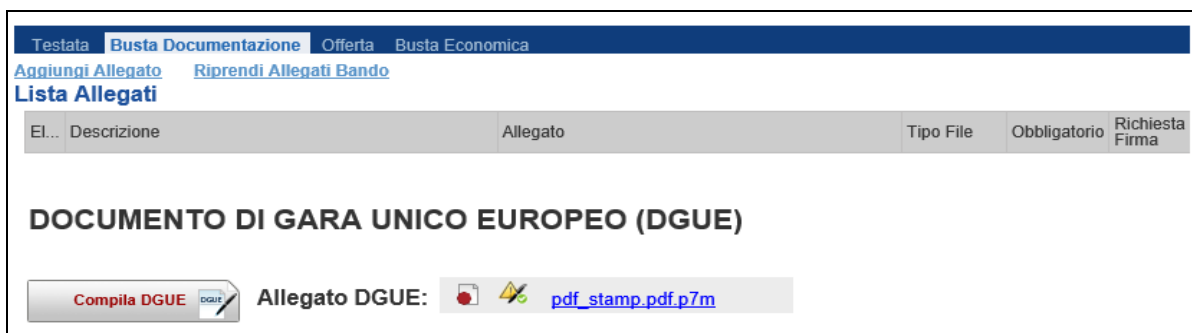 Testata Busta Documentazione Offerta Busta Economica
Aggiungi Allegato Riprendi Allegati Bando
Lista Allegati
El... Descrizione Allegato Tipo File Obbligatorio Richiesta Firma
DOCUMENTO DI GARA UNICO EUROPEO (DGUE)
Compila DGUE DGUE Allegato DGUE: pdf_stamp.pdf.p7m